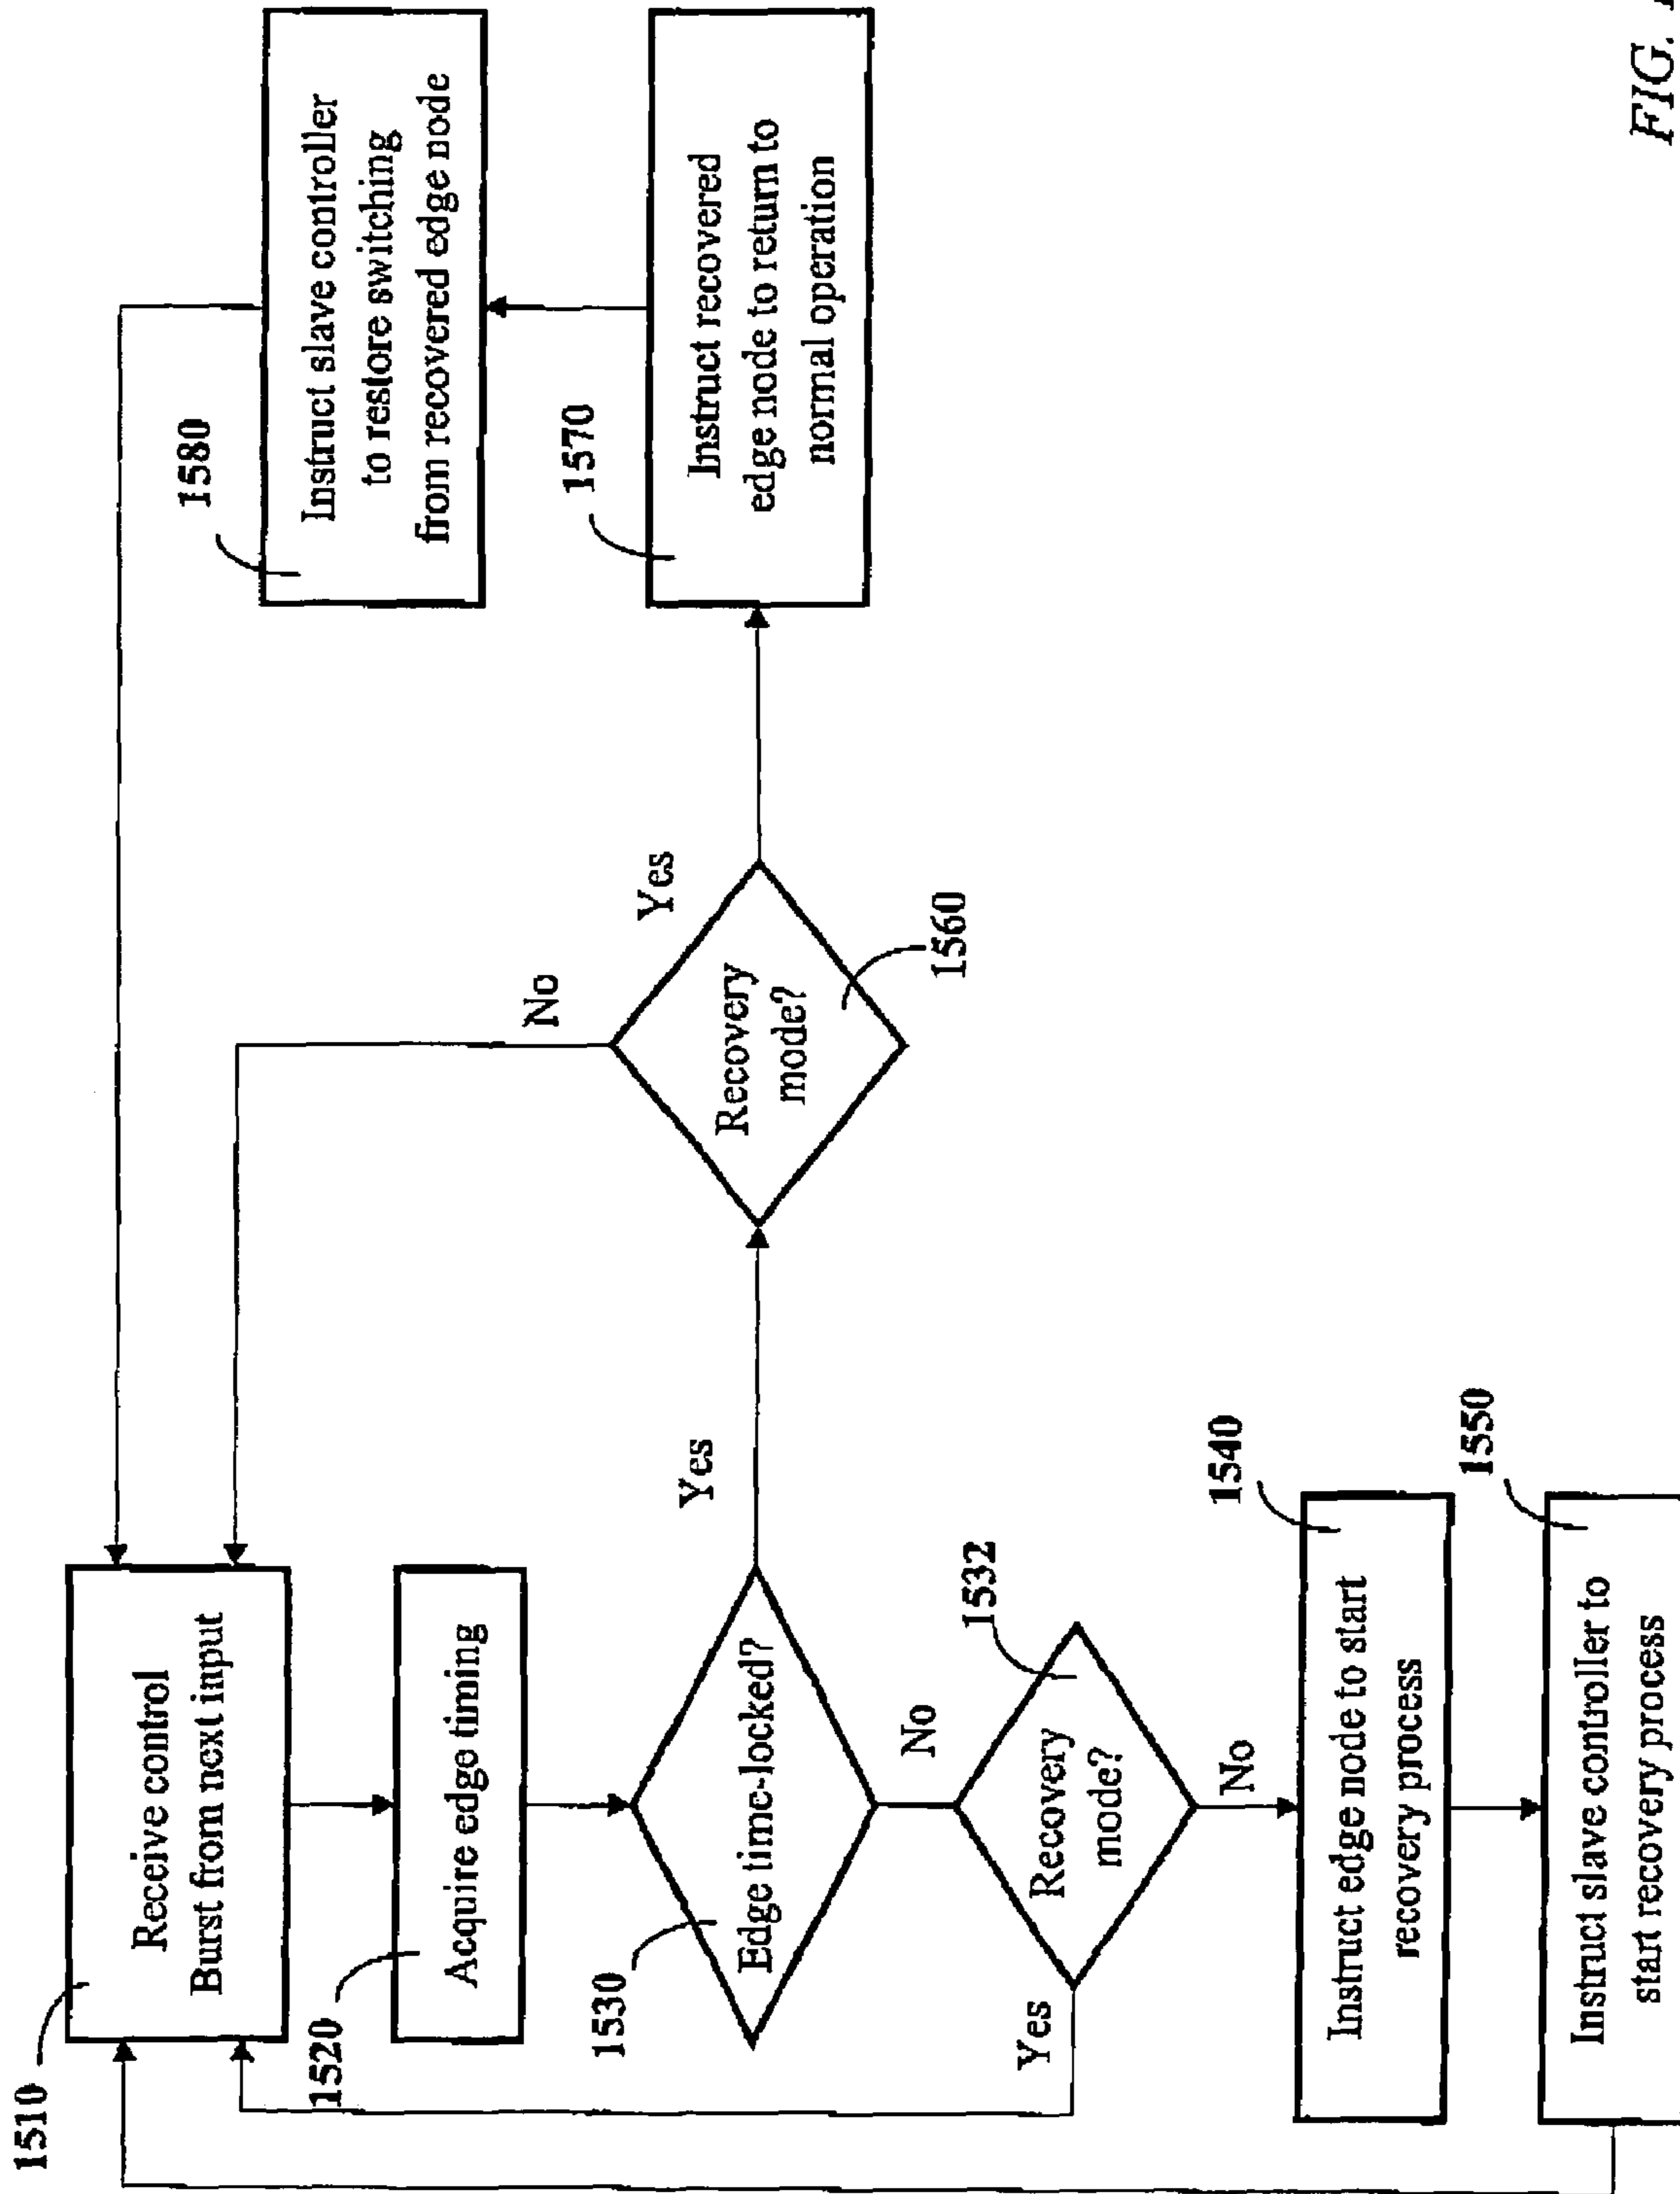 1510
Receive control
Burst from next input
1520
Acquire edge timing
1530
Edge time-locked?
Yes
No
1532
Recovery
mode?
Yes
No
1540
Instruct edge node to start
recovery process
1550
Instruct slave controller to
start recovery process
Recovery
mode?
1560
No
Yes
1570
Instruct recovered
edge node to return to
normal operation
1580
Instruct slave controller
to restore switching
from recovered edge node
FIG.